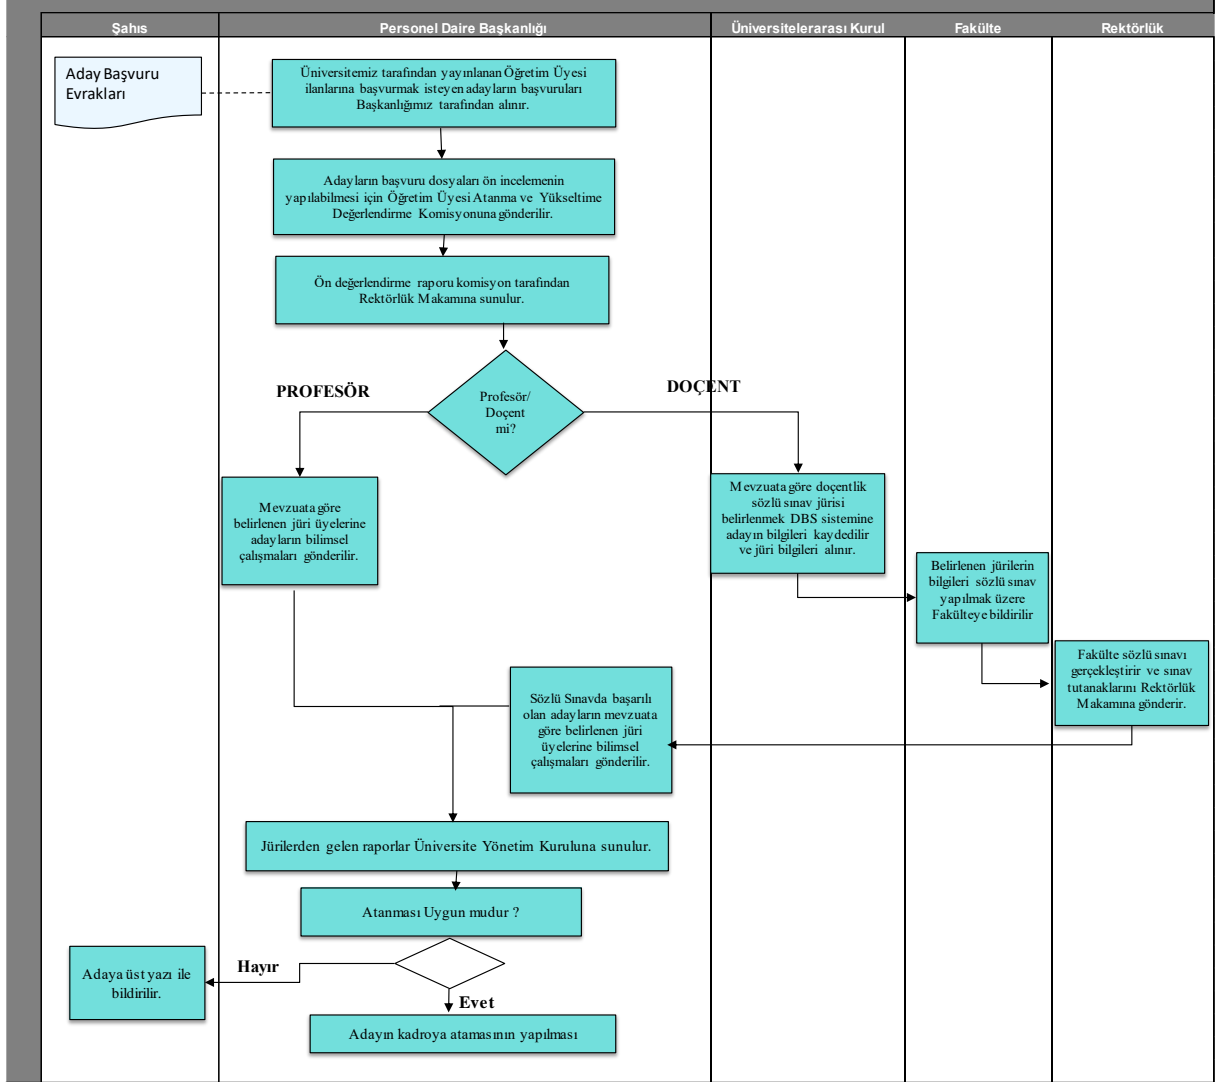 Şahıs
Personel Daire Başkanlığı
Üniversitelerarası Kurul
Fakülte
Rektörlük
Aday Başvuru
Evrakları
Üniversitemiz tarafından yayınlanan Öğretim Üyesi
ilanlarına başvurmak isteyen adayların başvuruları
Başkanlığımız tarafından alınır.
Adayların başvuru dosyaları ön incelemenin
yapılabilmesi için Öğretim Üyesi Atanma ve Yükseltime
Değerlendirme Komisyonuna gönderilir.
Ön değerlendirme raporu komisyon tarafından
Rektörlük Makamına sunulur.
PROFESÖR
Profesör/
Doçent
mi?
DOÇENT
Mevzuata göre
belirlenen jüri üyelerine
adayların bilimsel
çalışmaları gönderilir.
Mevzuata göre doçentlik
sözlü sınav jürisi
belirlenmek DBS sistemine
adayın bilgileri kaydedilir
ve jüri bilgileri alınır.
Belirlenen jürilerin
bilgileri sözlü sınav
yapılmak üzere
Fakülteye bildirilir
Fakülte sözlü sınavı
gerçekleştirir ve sınav
tutanaklarını Rektörlük
Makamına gönderir.
Sözlü Sınavda başarılı
olan adayların mevzuata
göre belirlenen jüri
üyelerine bilimsel
çalışmaları gönderilir.
Jürilerden gelen raporlar Üniversite Yönetim Kuruluna sunulur.
Atanması Uygun mudur ?
Hayır
Adaya üst yazı ile
bildirilir.
Evet
Adayın kadroya atamasının yapılması